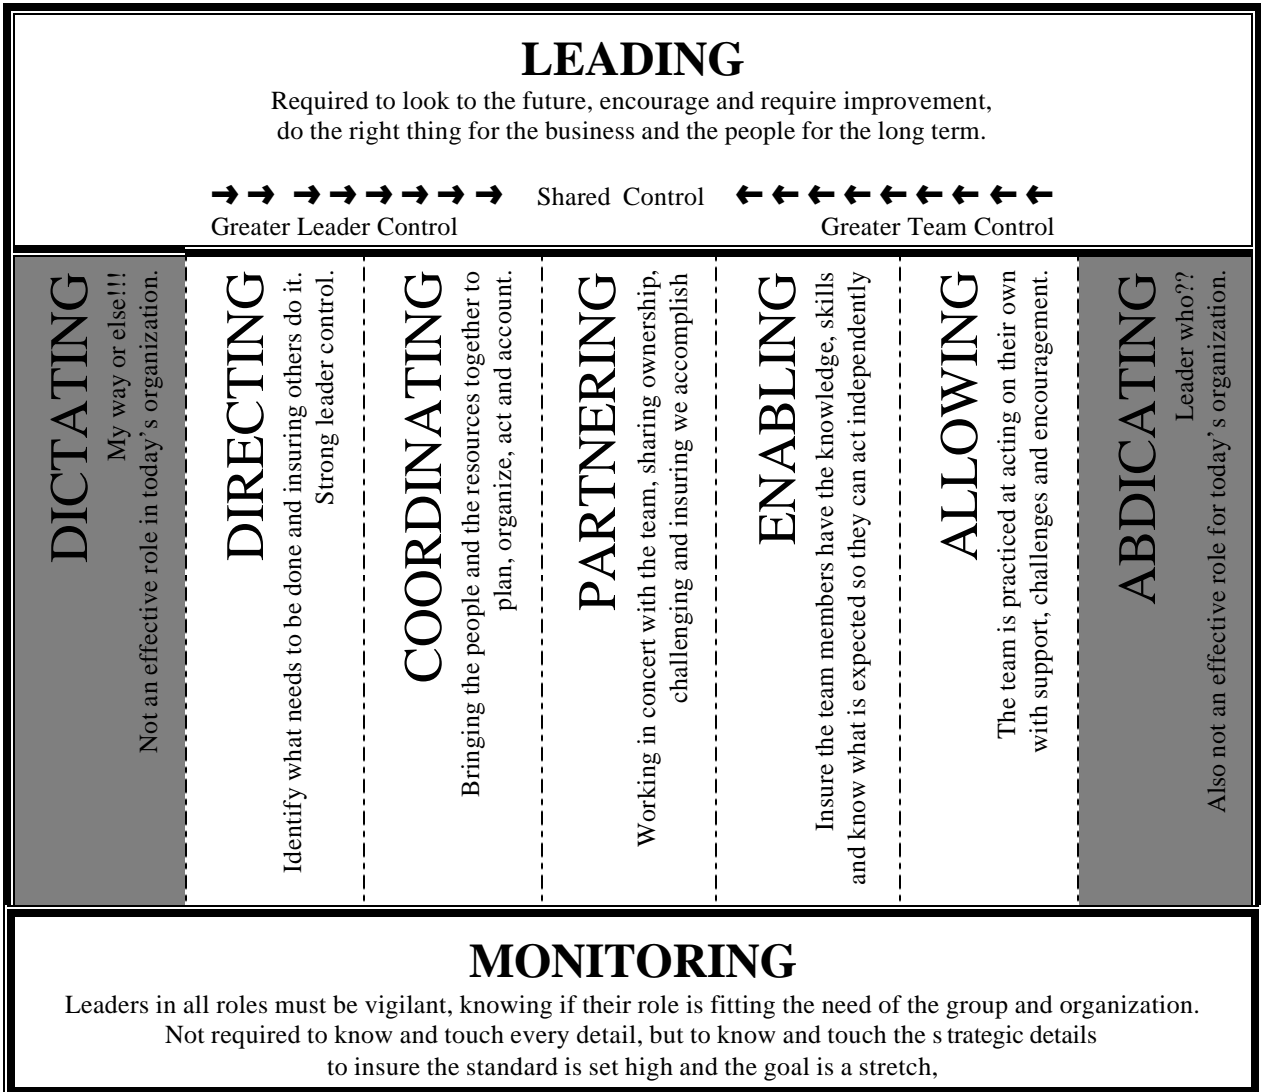 LEADING
Required to look to the future, encourage and require improvement,
do the right thing for the business and the people for the long term.
Shared Control
Greater Leader Control
Greater Team Control
DICTATING
My way or else!!!
Not an effective role in today's organization.
DIRECTING
Identify what needs to be done and insuring others do it.
Strong leader control.
COORDINATING
Bringing the people and the resources together to
plan, organize, act and account.
PARTNERING
Working in concert with the team, sharing ownership,
challenging and insuring we accomplish
ENABLING
Insure the team members have the knowledge, skills
and know what is expected so they can act independently
ALLOWING
The team is practiced at acting on their own
with support, challenges and encouragement.
ABDICATING
Leader who??
Also not an effective role for today's organization.
MONITORING
Leaders in all roles must be vigilant, knowing if their role is fitting the need of the group and organization.
Not required to know and touch every detail, but to know and touch the s trategic details
to insure the standard is set high and the goal is a stretch,